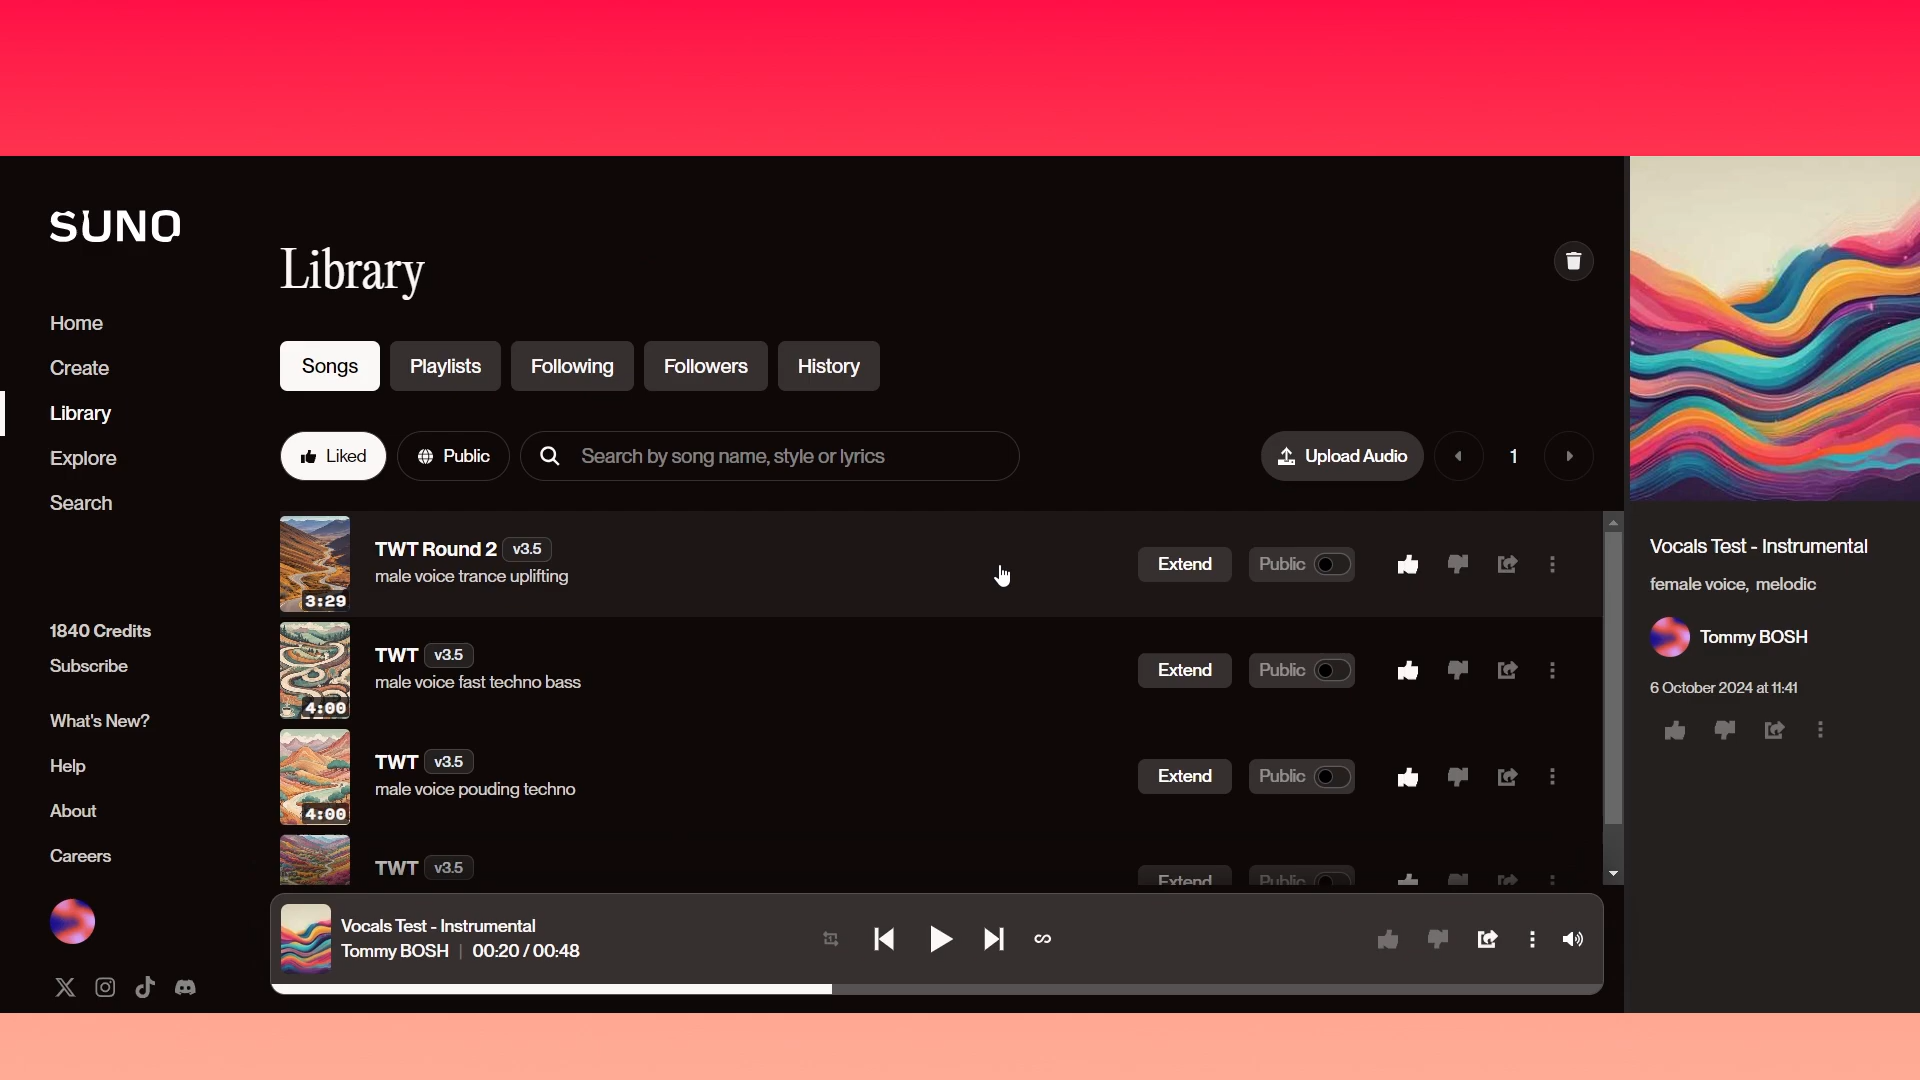 SUNO
Home
Create
Library
Explore
Search
1840 Credits
Subscribe
What's New?
Help
About
Careers
Library
Songs
Playlists
Following
Followers
History
Liked
Public
Search by song name, style or lyrics
Upload Audio
1
TWT Round 2 v3.5
male voice trance uplifting
3:29
Extend
Public
TWT v3.5
male voice fast techno bass
4:00
Extend
Public
TWT v3.5
male voice pouding techno
4:00
Extend
Public
TWT v3.5
Extend
Public
Vocals Test - Instrumental
Tommy BOSH | 00:20 / 00:48
Vocals Test - Instrumental
female voice, melodic
Tommy BOSH
6 October 2024 at 11:41